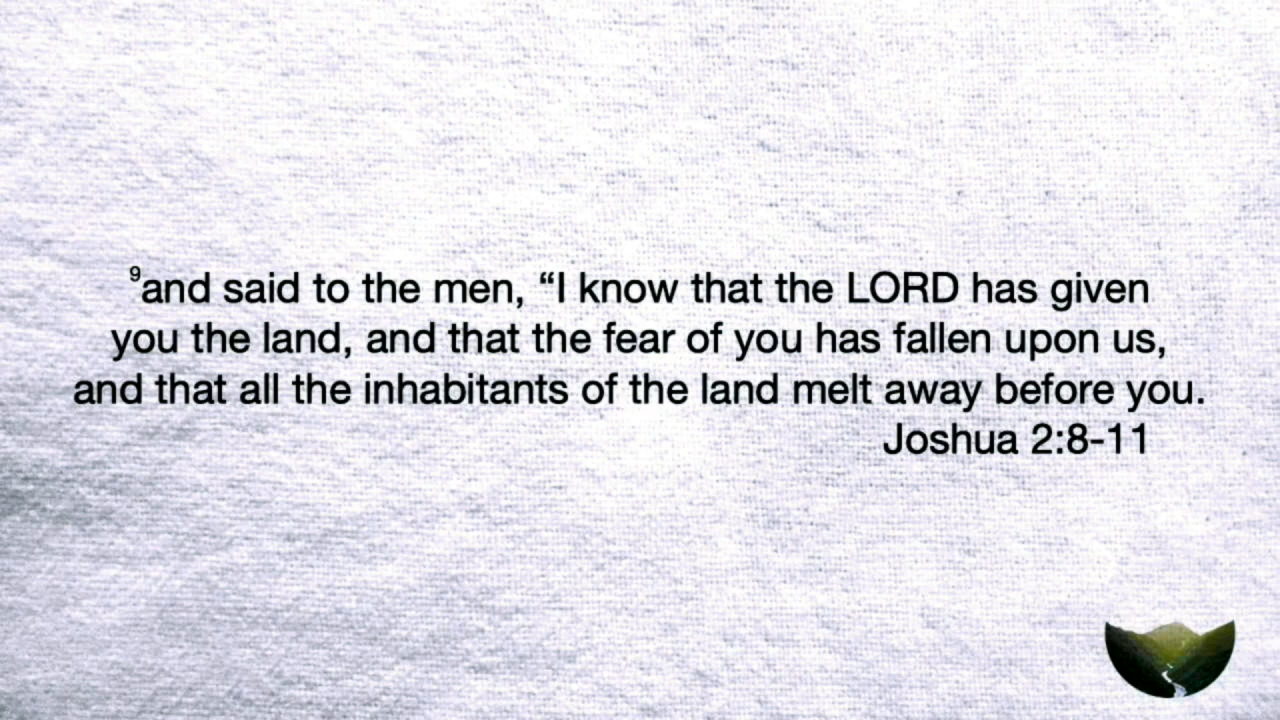 ⁹and said to the men, “I know that the LORD has given
you the land, and that the fear of you has fallen upon us,
and that all the inhabitants of the land melt away before you.
Joshua 2:8-11